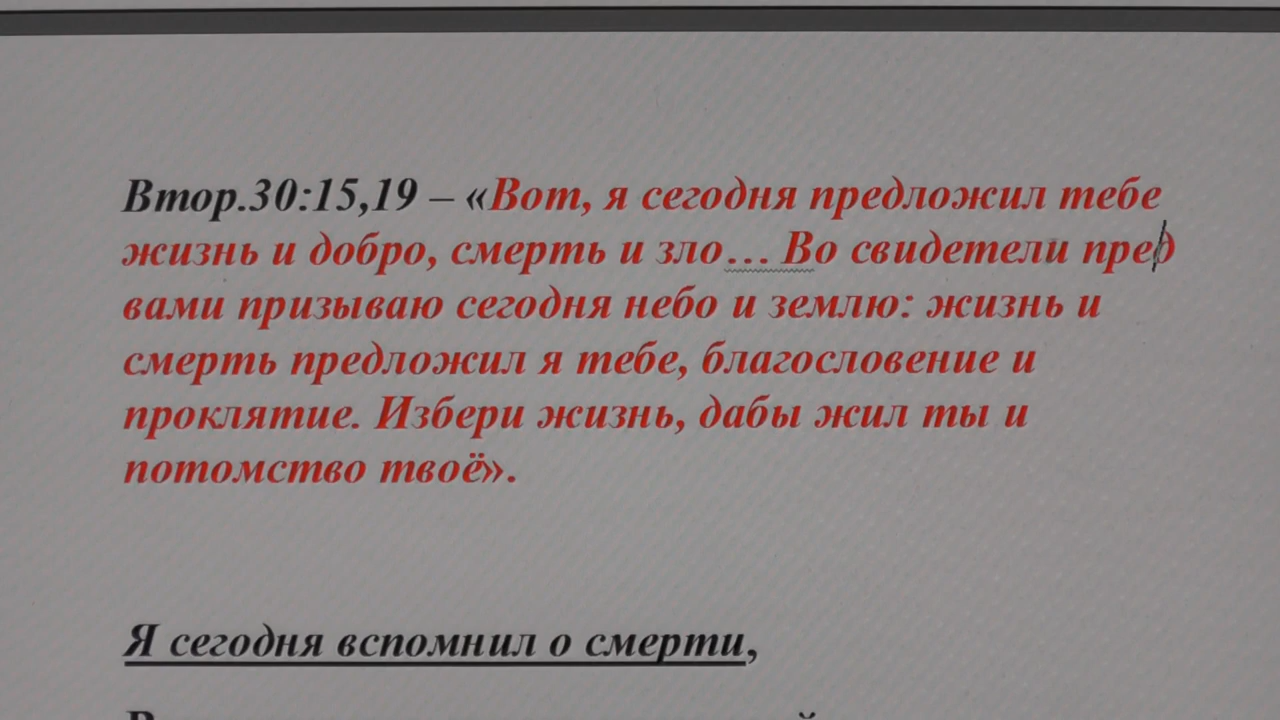 Втор.30:15,19 – «Вот, я сегодня предложил тебе
жизнь и добро, смерть и зло… Во свидетели пред
вами призываю сегодня небо и землю: жизнь и
смерть предложил я тебе, благословение и
проклятие. Избери жизнь, дабы жил ты и
потомство твоё».
Я сегодня вспомнил о смерти,